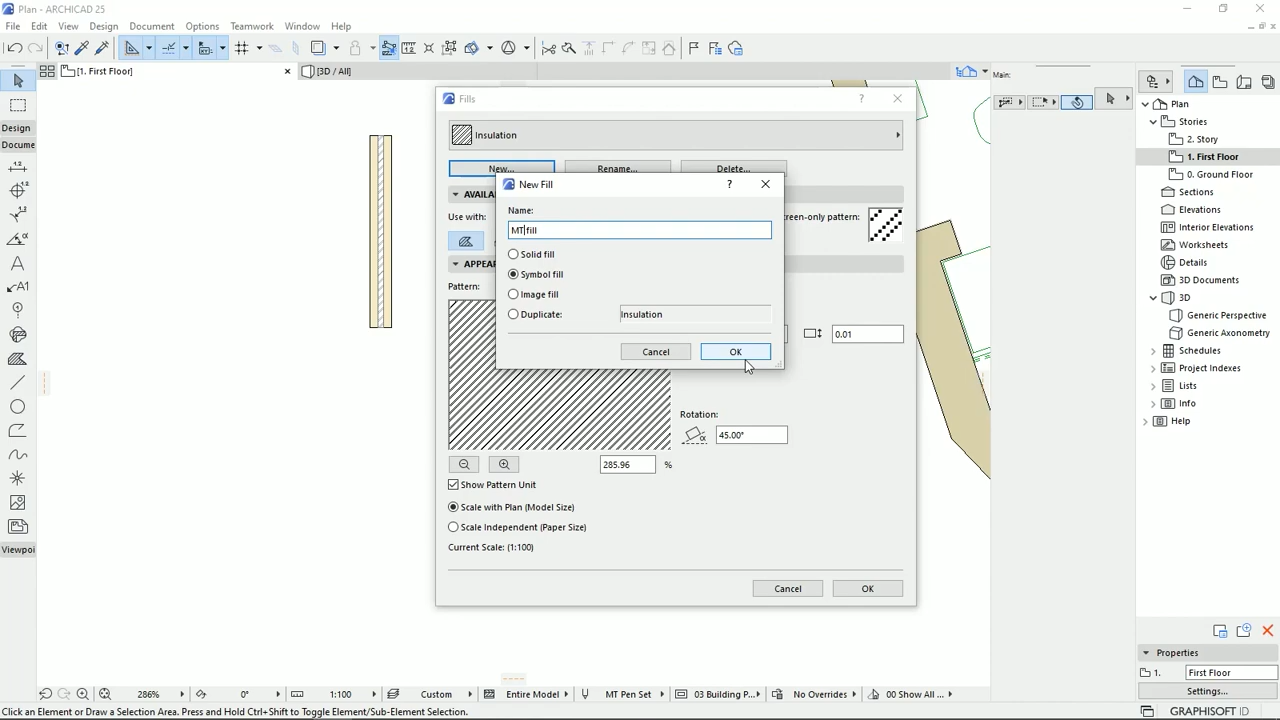 Plan - ARCHICAD 25
File Edit View Design Document Options Teamwork Window Help
[1. First Floor]
[3D / All]
Main:
Design
Docume
Viewpoi
Fills
Insulation
New...
Rename...
Delete...
AVAILA
Use with:
reen-only pattern:
APPEAR
Pattern:
0.01
Rotation:
45.00°
285.96 %
Show Pattern Unit
Scale with Plan (Model Size)
Scale Independent (Paper Size)
Current Scale: (1:100)
Cancel
OK
New Fill
Name:
MT fill
Solid fill
Symbol fill
Image fill
Duplicate:
Insulation
Cancel
OK
Plan
Stories
2. Story
1. First Floor
0. Ground Floor
Sections
Elevations
Interior Elevations
Worksheets
Details
3D Documents
3D
Generic Perspective
Generic Axonometry
Schedules
Project Indexes
Lists
Info
Help
Properties
1. First Floor
Settings...
286% 0° 1:100 Custom Entire Model MT Pen Set 03 Building P... No Overrides 00 Show All ...
Click an Element or Draw a Selection Area. Press and Hold Ctrl+Shift to Toggle Element/Sub-Element Selection.
GRAPHISOFT ID